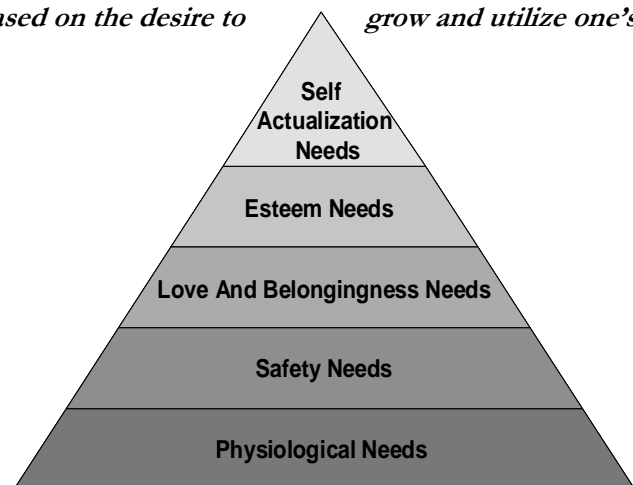 ased on the desire to grow and utilize one’s
Self
Actualization
Needs
Esteem Needs
Love And Belongingness Needs
Safety Needs
Physiological Needs